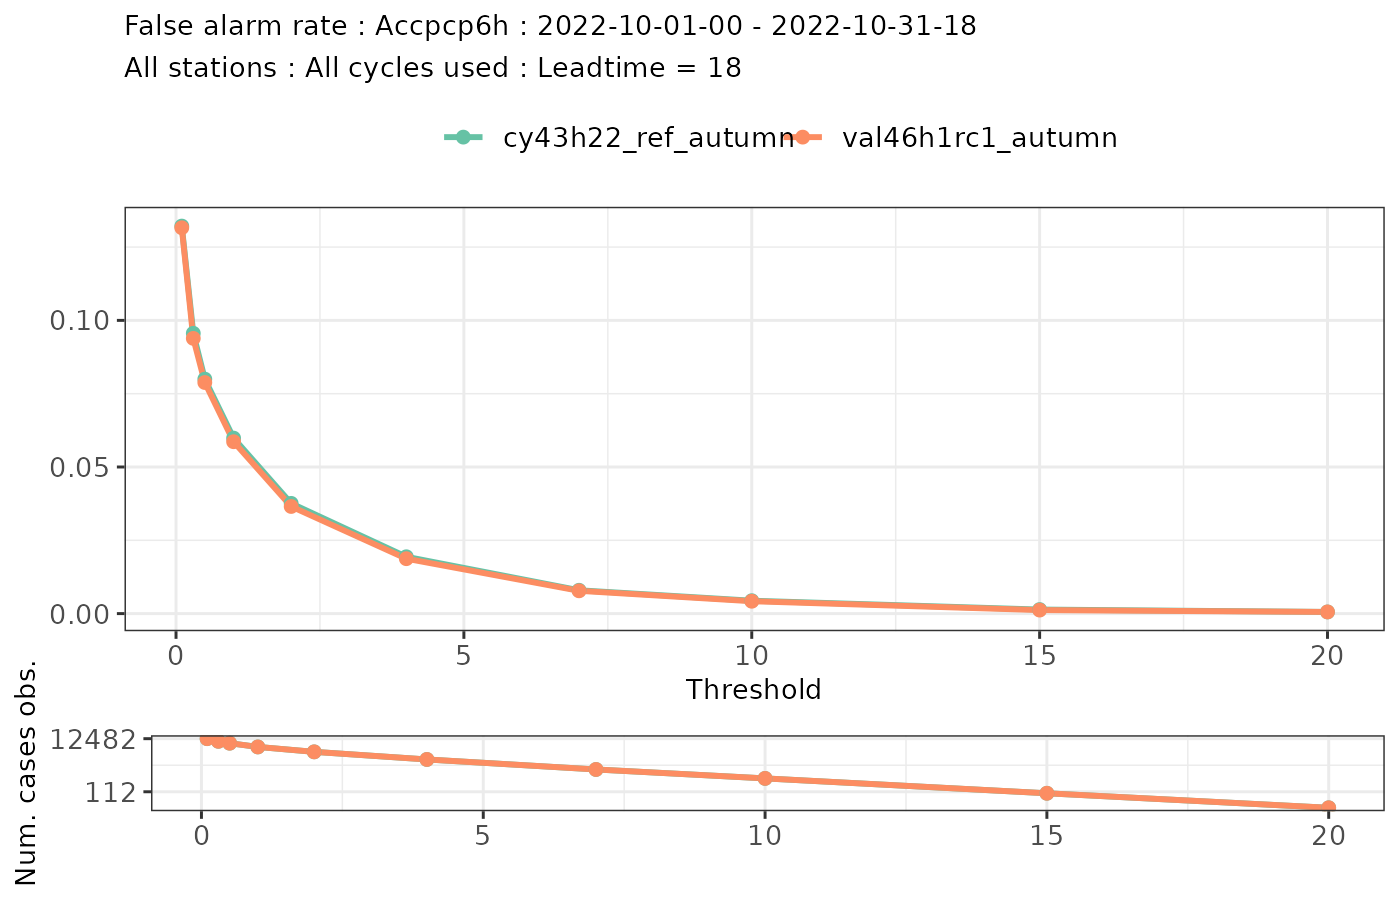 False alarm rate : Accpcp6h : 2022-10-01-00 - 2022-10-31-18
All stations : All cycles used : Leadtime = 18
cy43h22_ref_autumn val46h1rc1_autumn
0.10
0.05
0.00
0 5 10 15 20
Threshold
Num. cases obs.
12482
112
0 5 10 15 20